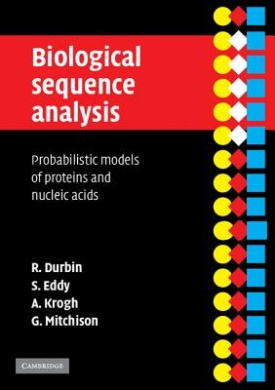 Biological
sequence
analysis
Probabilistic models
of proteins and
nucleic acids
R. Durbin
S. Eddy
A. Krogh
G. Mitchison
CAMBRIDGE